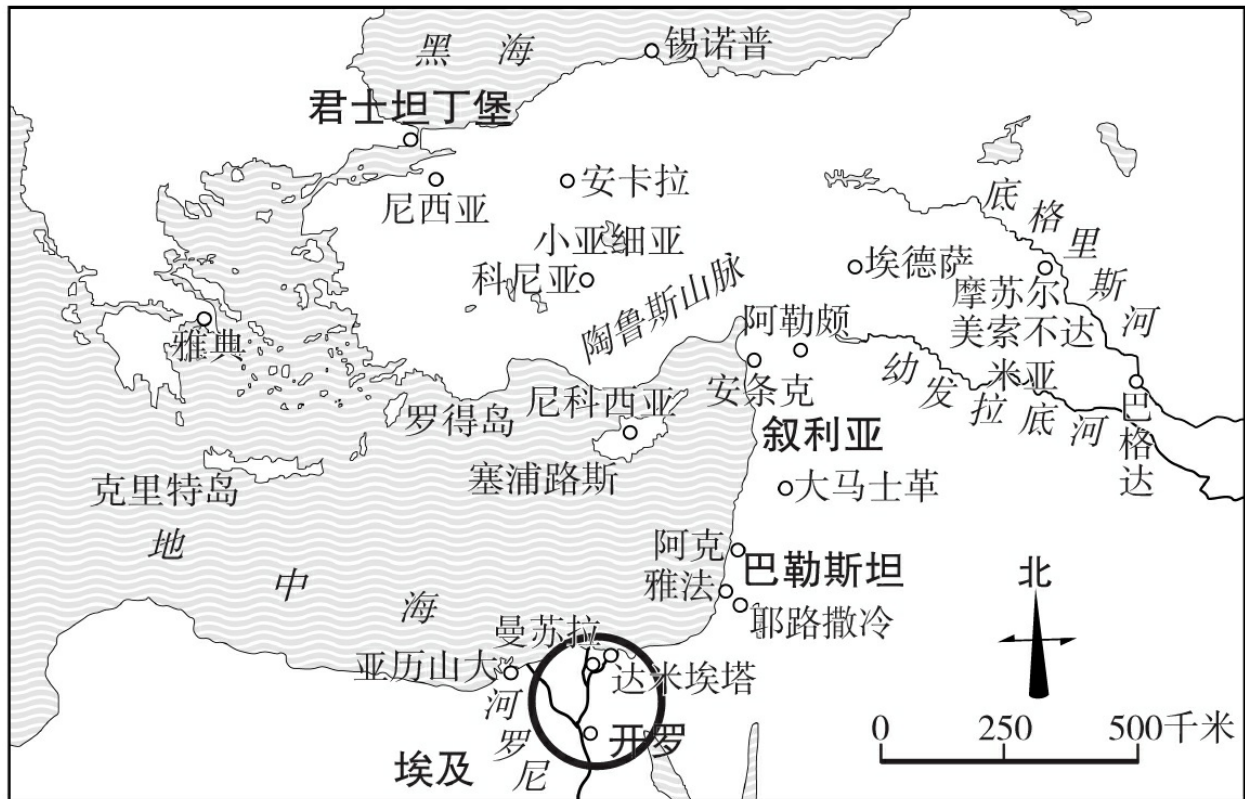 黑海
锡诺普
君士坦丁堡
尼西亚
安卡拉
小亚细亚
科尼亚
陶鲁斯山脉
底格里斯河
埃德萨
摩苏尔
美索不达
米亚
雅典
阿勒颇
安条克
幼发拉底河
巴格达
罗得岛
尼科西亚
叙利亚
克里特岛
塞浦路斯
大马士革
地中海
阿克
巴勒斯坦
雅法
耶路撒冷
北
曼苏拉
亚历山大
达米埃塔
河罗尼
开罗
埃及
0 250 500千米